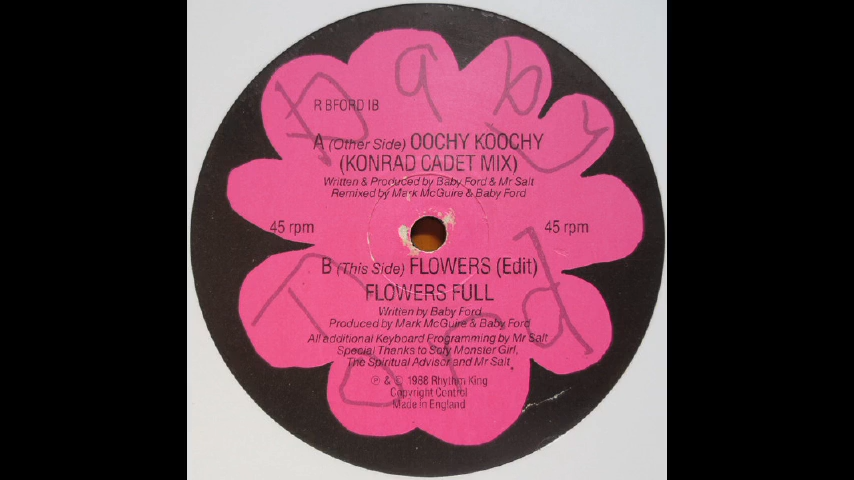 Baby
R BFORD 1B
A (Other Side) OOCHY KOOCHY
(KONRAD CADET MIX)
Written & Produced by Baby Ford & Mr Salt
Remixed by Mark McGuire & Baby Ford
45 rpm 45 rpm
B (This Side) FLOWERS (Edit)
FLOWERS FULL
Written by Baby Ford
Produced by Mark McGuire & Baby Ford
All additional Keyboard Programming by Mr Salt
Special Thanks to Sofy Monster Girl,
The Spiritual Advisor and Mr Salt.
℗ & © 1988 Rhythm King
Copyright Control
Made in England
Ford